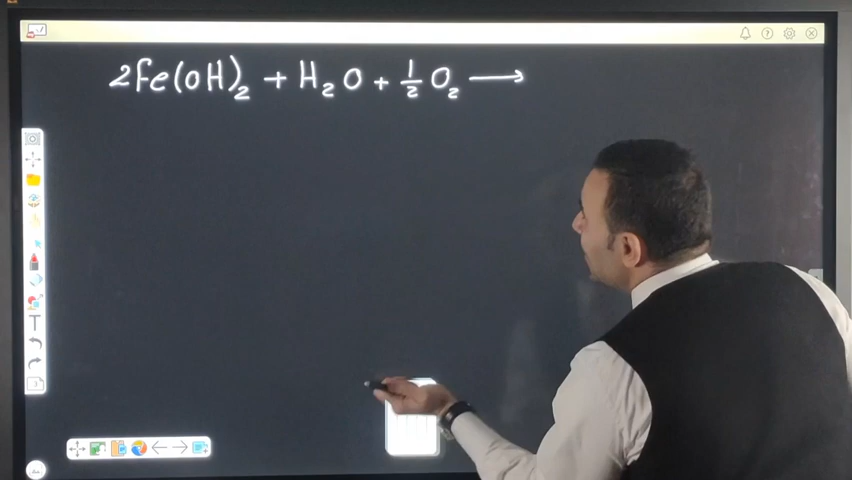 2Fe(OH)₂ + H₂O + ½ O₂ ⟶